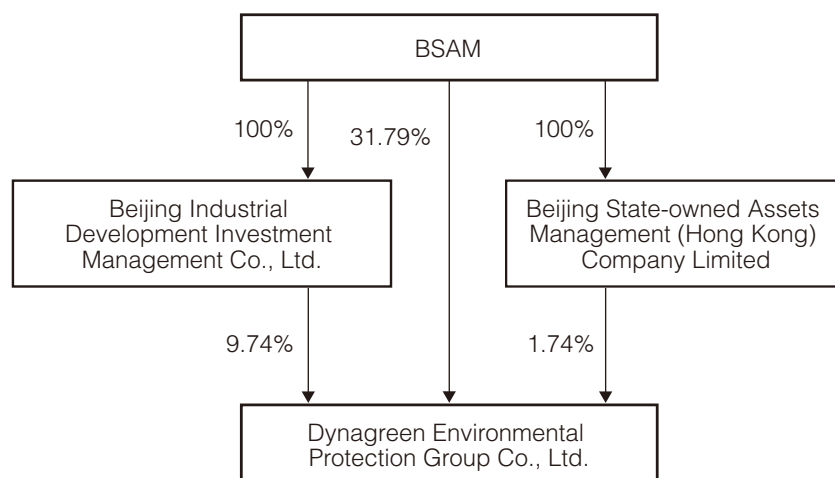 BSAM
100%
31.79%
100%
Beijing Industrial
Development Investment
Management Co., Ltd.
Beijing State-owned Assets
Management (Hong Kong)
Company Limited
9.74%
1.74%
Dynagreen Environmental
Protection Group Co., Ltd.